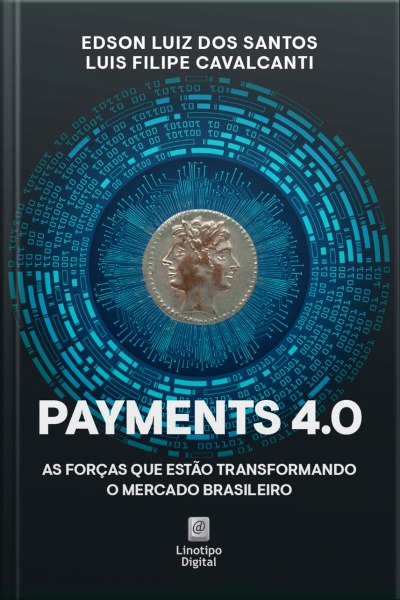 EDSON LUIZ DOS SANTOS
LUIS FILIPE CAVALCANTI
PAYMENTS 4.0
AS FORÇAS QUE ESTÃO TRANSFORMANDO
O MERCADO BRASILEIRO
@
Linotipo
Digital